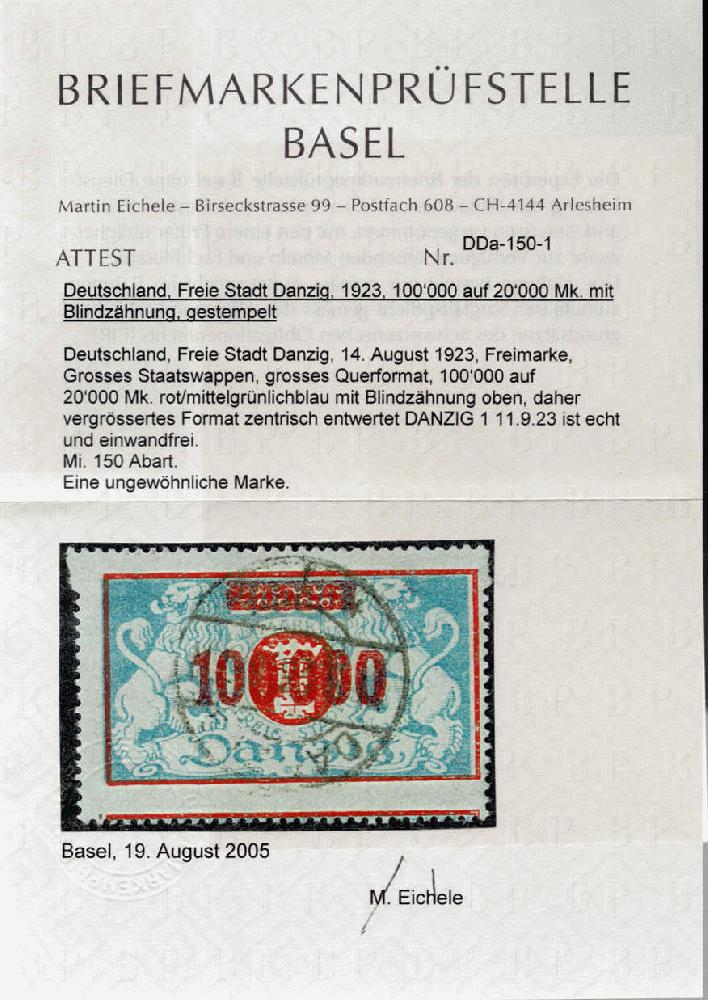 BRIEFMARKENPRÜFSTELLE
BASEL
Martin Eichele – Birseckstrasse 99 – Postfach 608 – CH-4144 Arlesheim
ATTEST Nr. DDa-150-1
Deutschland, Freie Stadt Danzig, 1923, 100'000 auf 20'000 Mk. mit
Blindzähnung, gestempelt
Deutschland, Freie Stadt Danzig, 14. August 1923, Freimarke,
Grosses Staatswappen, grosses Querformat, 100'000 auf
20'000 Mk. rot/mittelgrünlichblau mit Blindzähnung oben, daher
vergrössertes Format zentrisch entwertet DANZIG 1 11.9.23 ist echt
und einwandfrei.
Mi. 150 Abart.
Eine ungewöhnliche Marke.
100000
Danzig
Basel, 19. August 2005
M. Eichele